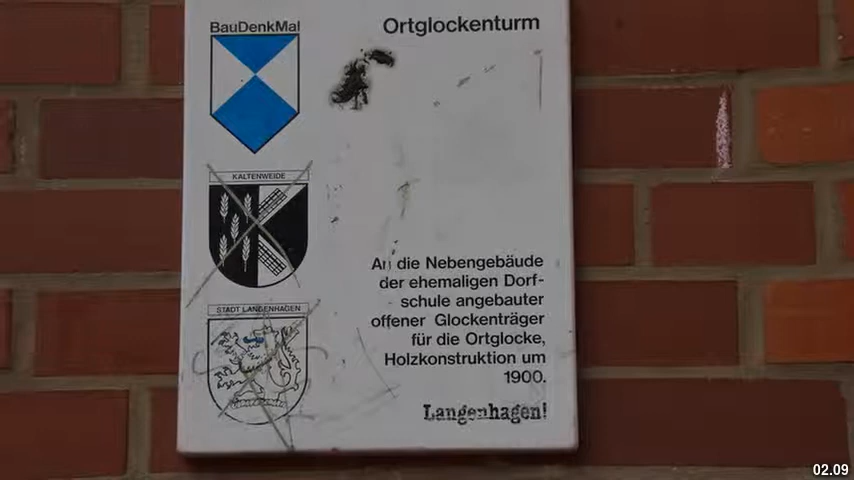 BauDenkMal
Ortglockenturm
KALTENWEIDE
STADT LANGENHAGEN
An die Nebengebäude
der ehemaligen Dorf-
schule angebauter
offener Glockenträger
für die Ortglocke,
Holzkonstruktion um
1900.
Langenhagen!
02.09